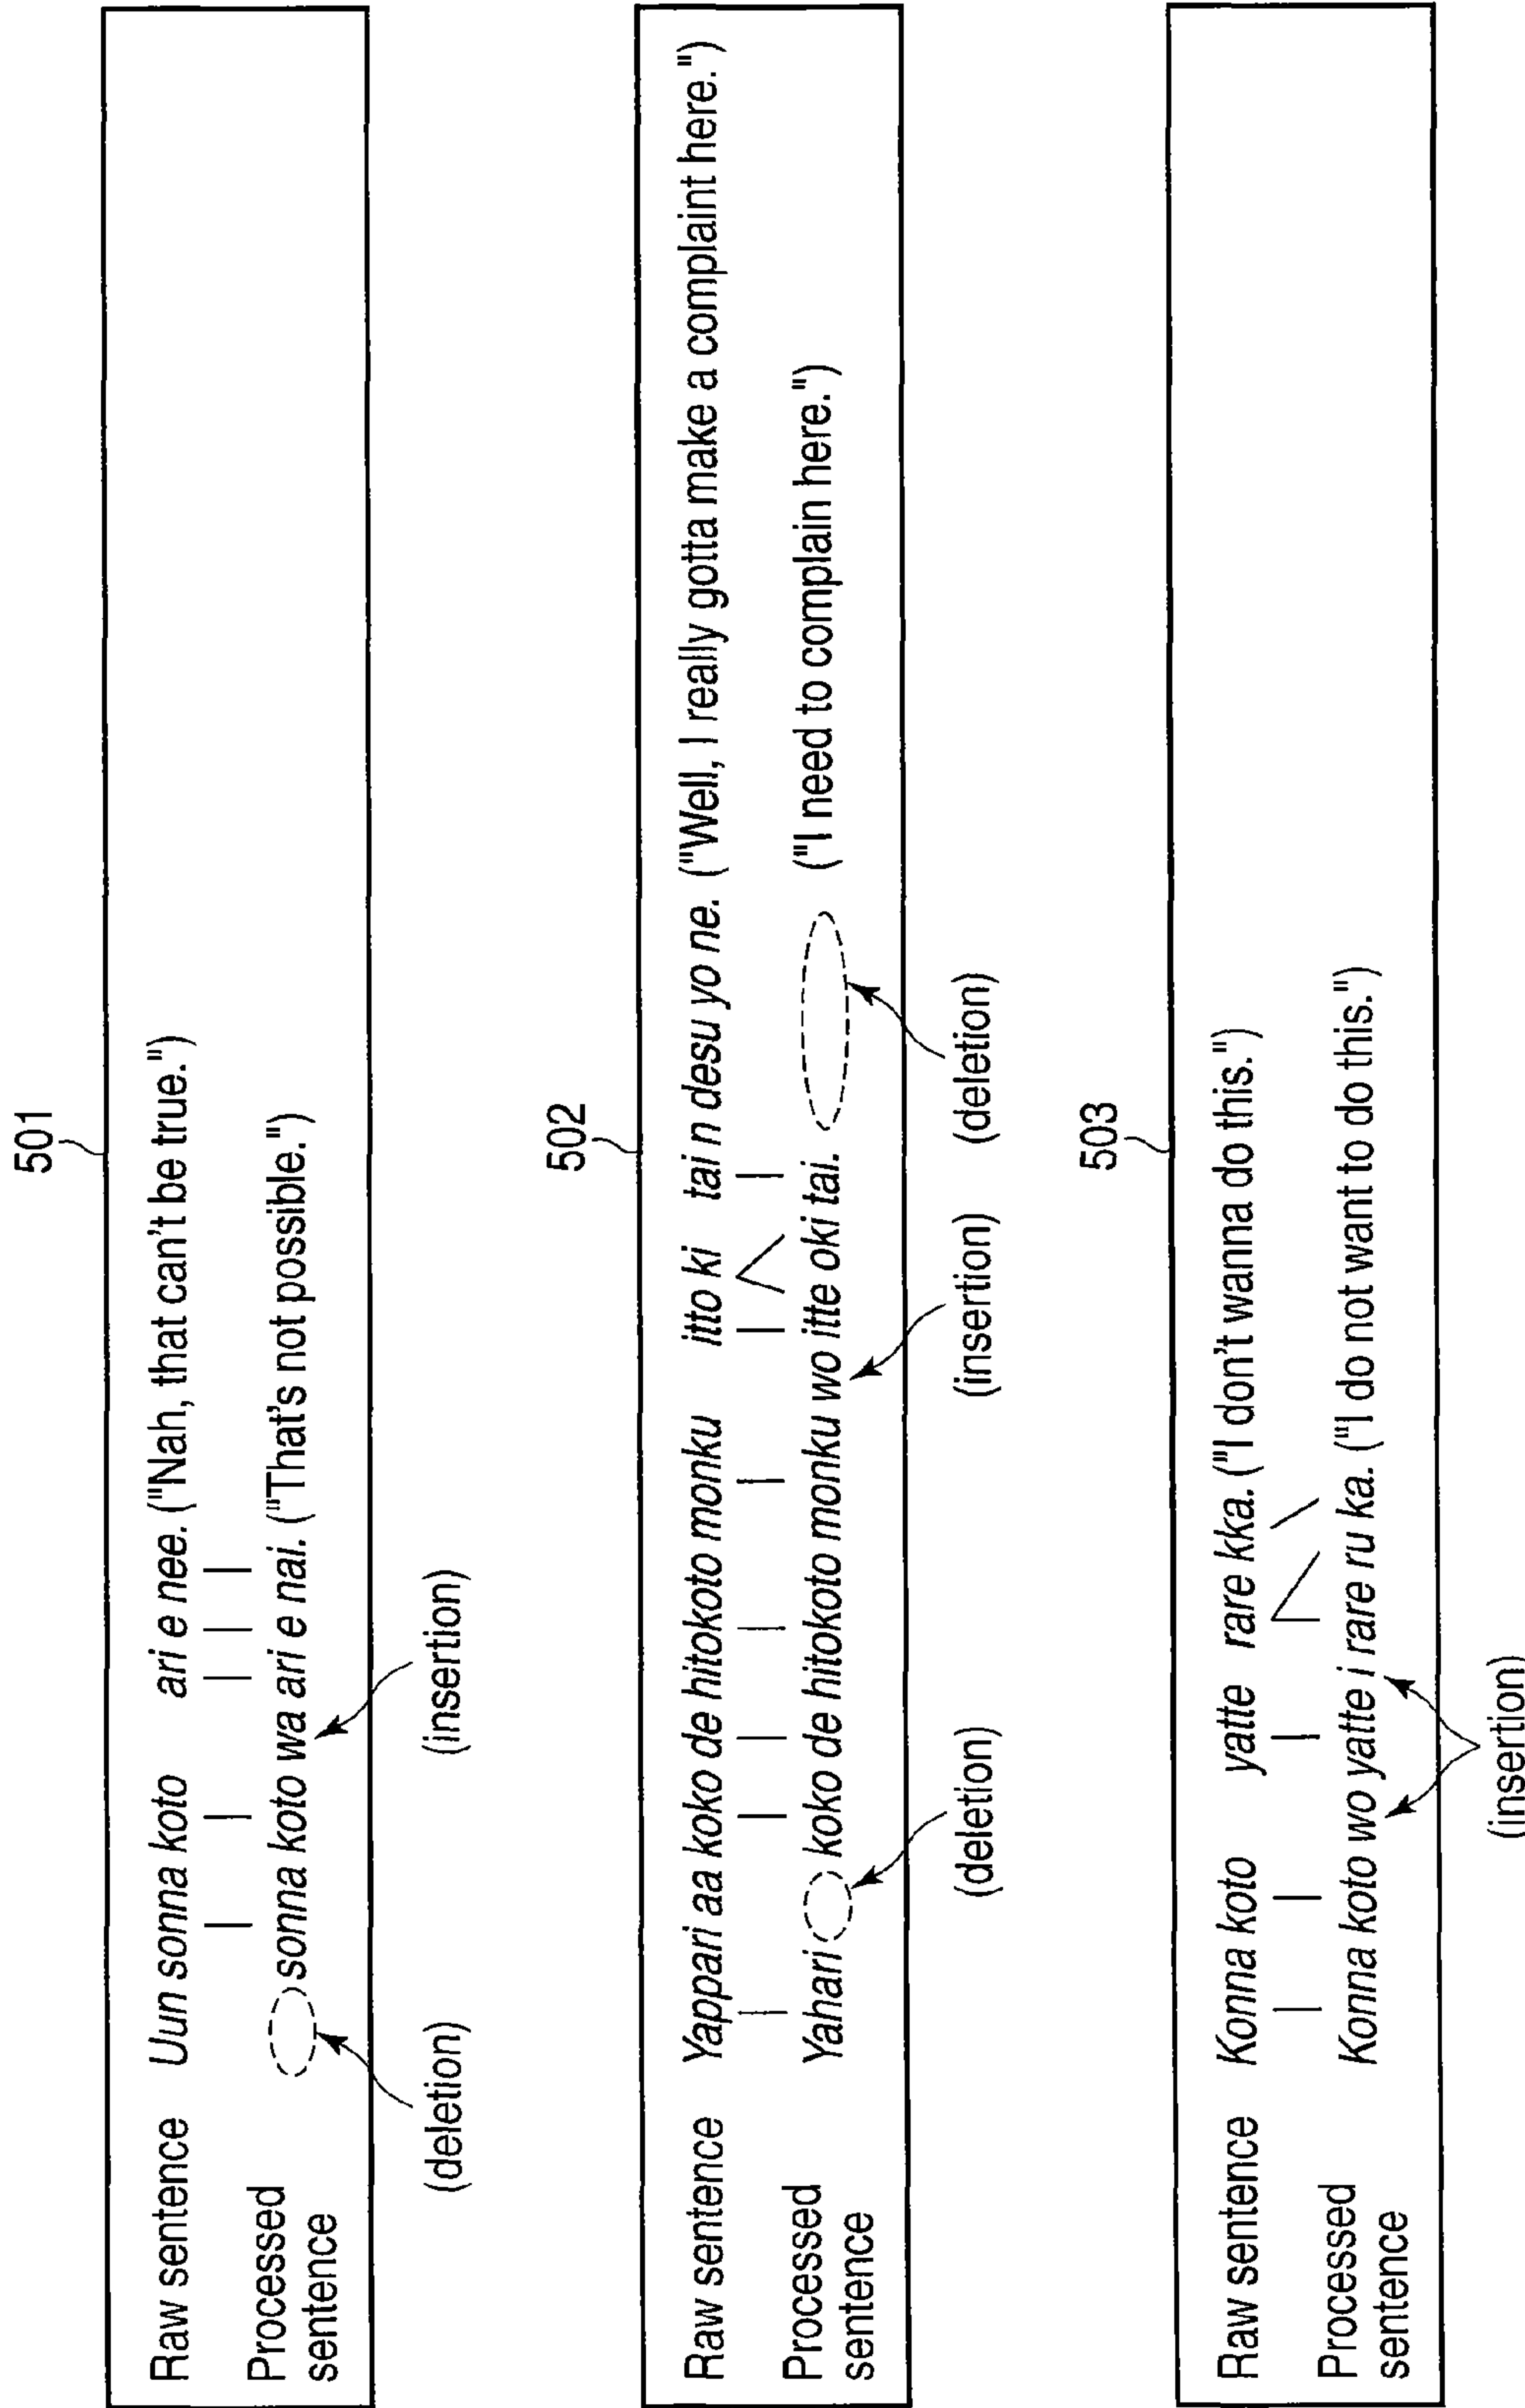 501
Raw sentence Uun sonna koto ari e nee. ("Nah, that can't be true.")
Processed sonna koto wa ari e nai. ("That's not possible.")
sentence
(deletion) (insertion)
502
Raw sentence Yappari aa koko de hitokoto monku itto ki tai n desu yo ne. ("Well, I really gotta make a complaint here.")
Processed Yahari koko de hitokoto monku wo itte oki tai. ("I need to complain here.")
sentence
(deletion) (insertion) (deletion)
503
Raw sentence Konna koto yatte rare kka. ("I don't wanna do this.")
Processed Konna koto wo yatte i rare ru ka. ("I do not want to do this.")
sentence
(insertion)